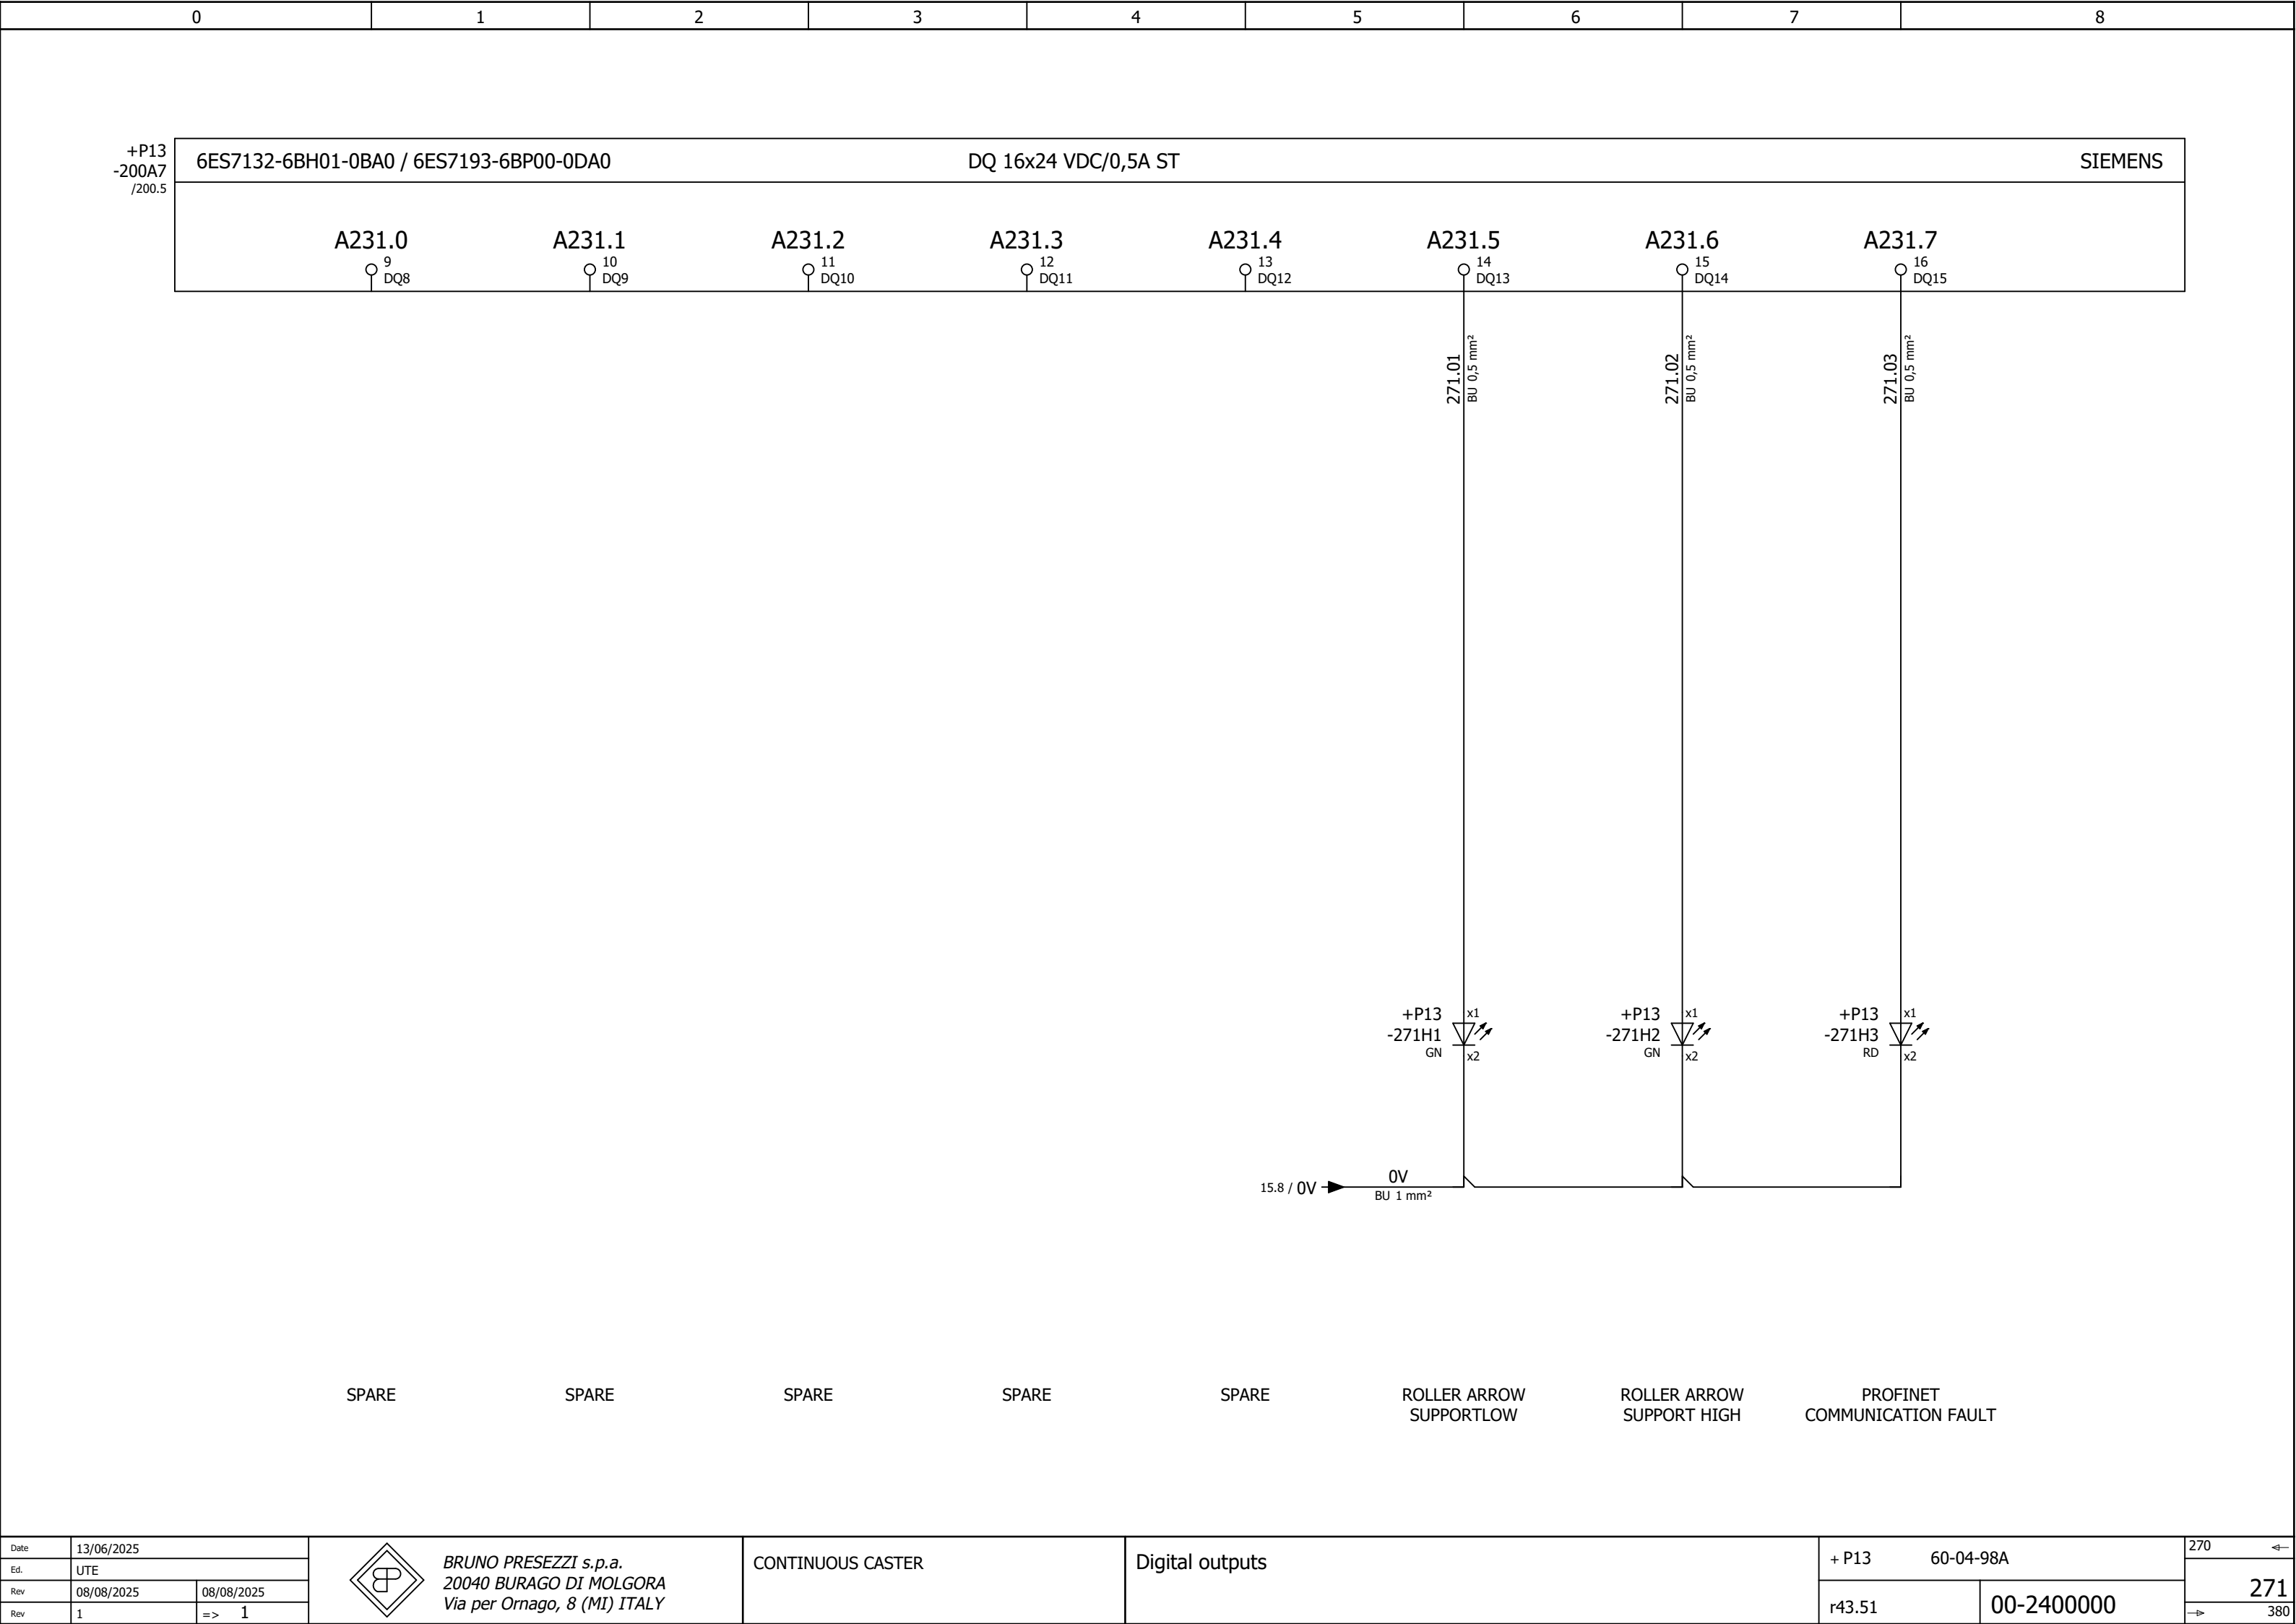 0 1 2 3 4 5 6 7 8
+P13
-200A7
/200.5
6ES7132-6BH01-0BA0 / 6ES7193-6BP00-0DA0 DQ 16x24 VDC/0,5A ST SIEMENS
A231.0 A231.1 A231.2 A231.3 A231.4 A231.5 A231.6 A231.7
9 10 11 12 13 14 15 16
DQ8 DQ9 DQ10 DQ11 DQ12 DQ13 DQ14 DQ15
271.01
BU 0,5 mm²
271.02
BU 0,5 mm²
271.03
BU 0,5 mm²
+P13 x1
-271H1
GN x2
+P13 x1
-271H2
GN x2
+P13 x1
-271H3
RD x2
15.8 / 0V
0V
BU 1 mm²
SPARE
SPARE
SPARE
SPARE
SPARE
ROLLER ARROW
SUPPORTLOW
ROLLER ARROW
SUPPORT HIGH
PROFINET
COMMUNICATION FAULT
Date 13/06/2025
Ed. UTE
Rev 08/08/2025 08/08/2025
Rev 1 => 1
BRUNO PRESEZZI s.p.a.
20040 BURAGO DI MOLGORA
Via per Ornago, 8 (MI) ITALY
CONTINUOUS CASTER
Digital outputs
+ P13 60-04-98A
r43.51 00-2400000
270
271
380